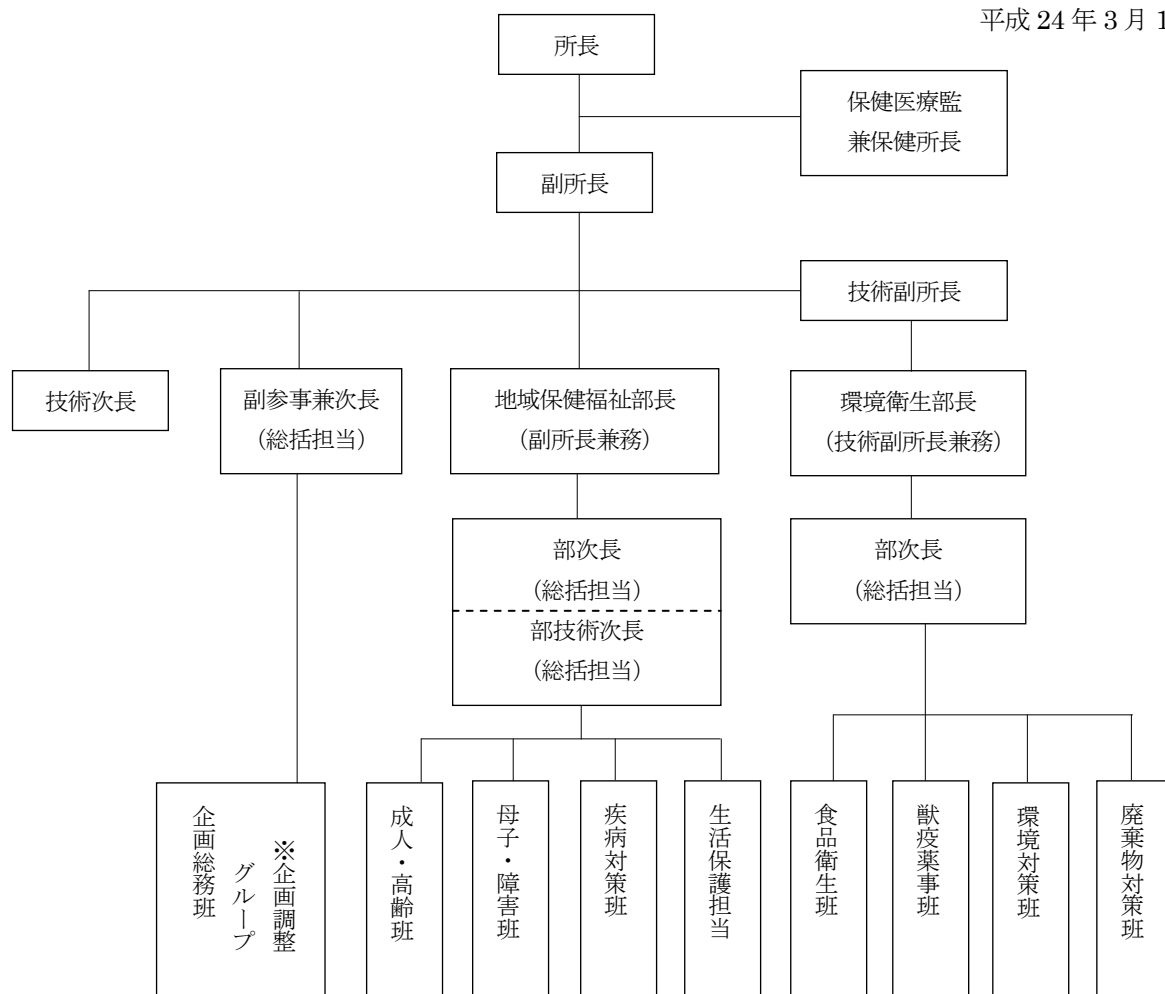 平成 24 年 3 月 1
所長
保健医療監
兼保健所長
副所長
技術副所長
技術次長
副参事兼次長
（総括担当）
地域保健福祉部長
（副所長兼務）
環境衛生部長
（技術副所長兼務）
部次長
（総括担当）
部技術次長
（総括担当）
部次長
（総括担当）
企画総務班
※企画調整
グループ
成人・高齢班
母子・障害班
疾病対策班
生活保護担当
食品衛生班
獣疫薬事班
環境対策班
廃棄物対策班